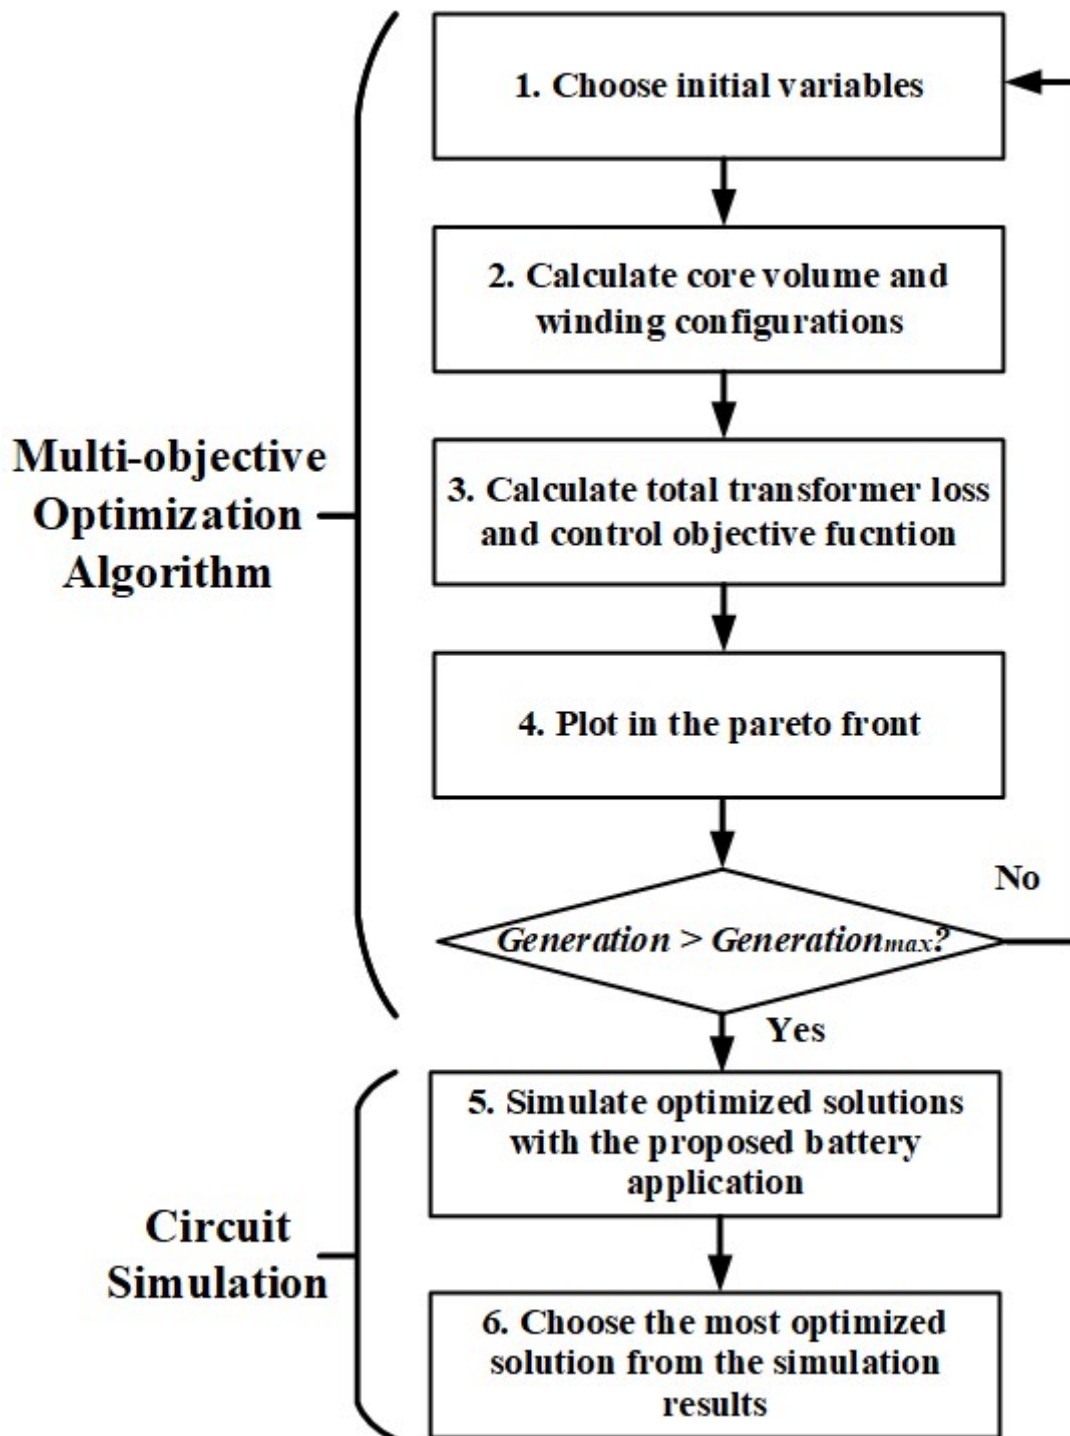 1. Choose initial variables
2. Calculate core volume and
winding configurations
3. Calculate total transformer loss
and control objective fucntion
4. Plot in the pareto front
Generation > Generationmax?
No
Yes
Multi-objective
Optimization
Algorithm
5. Simulate optimized solutions
with the proposed battery
application
6. Choose the most optimized
solution from the simulation
results
Circuit
Simulation